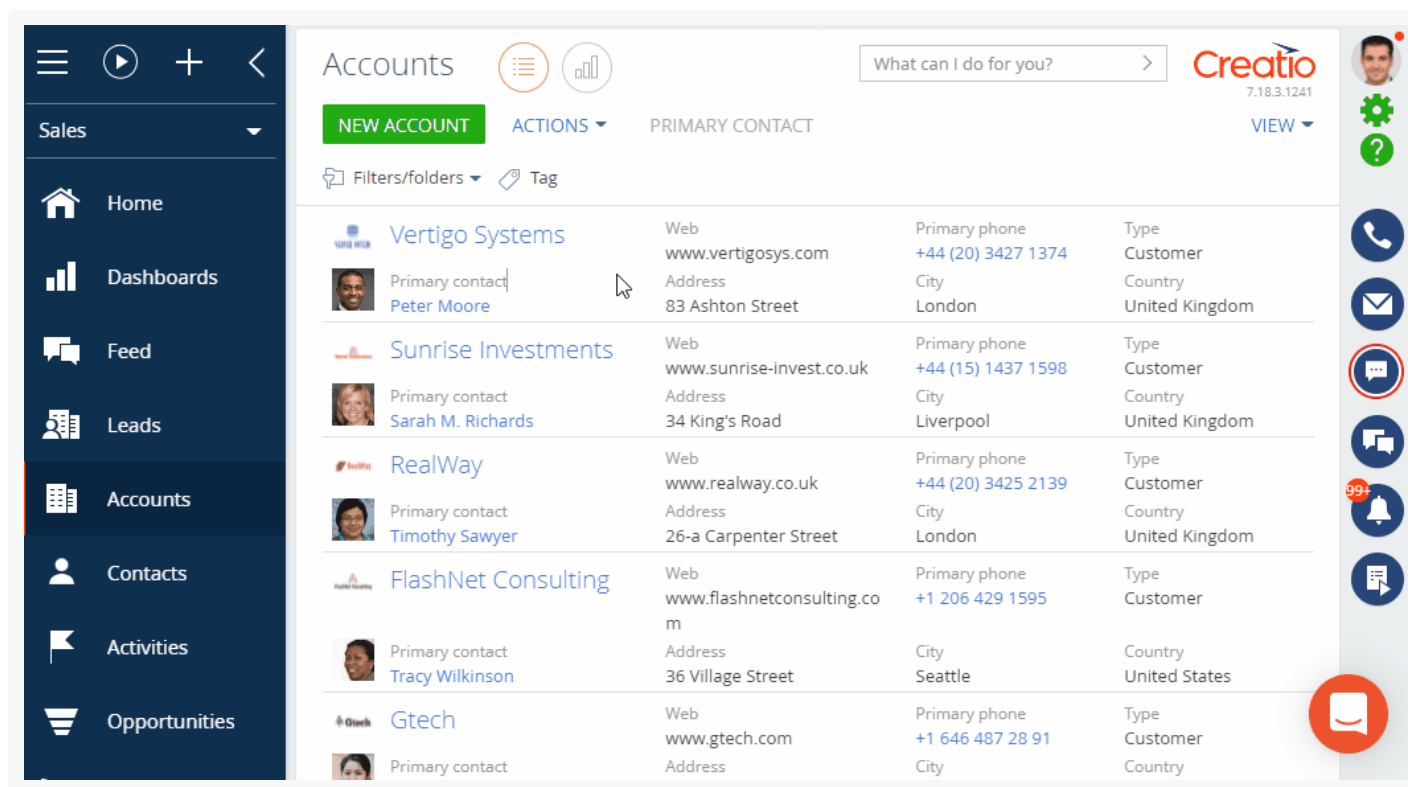 Accounts
What can I do for you?
Creatio
7.18.3.1241
Sales
NEW ACCOUNT ACTIONS PRIMARY CONTACT VIEW
Filters/folders Tag
Home
Dashboards
Feed
Leads
Accounts
Contacts
Activities
Opportunities
Vertigo Systems Web Primary phone Type
www.vertigosys.com +44 (20) 3427 1374 Customer
Primary contact Address City Country
Peter Moore 83 Ashton Street London United Kingdom
Sunrise Investments Web Primary phone Type
www.sunrise-invest.co.uk +44 (15) 1437 1598 Customer
Primary contact Address City Country
Sarah M. Richards 34 King's Road Liverpool United Kingdom
RealWay Web Primary phone Type
www.realway.co.uk +44 (20) 3425 2139 Customer
Primary contact Address City Country
Timothy Sawyer 26-a Carpenter Street London United Kingdom
FlashNet Consulting Web Primary phone Type
www.flashnetconsulting.co +1 206 429 1595 Customer
m
Primary contact Address City Country
Tracy Wilkinson 36 Village Street Seattle United States
Gtech Gtech Web Primary phone Type
www.gtech.com +1 646 487 28 91 Customer
Primary contact Address City Country
?
99+